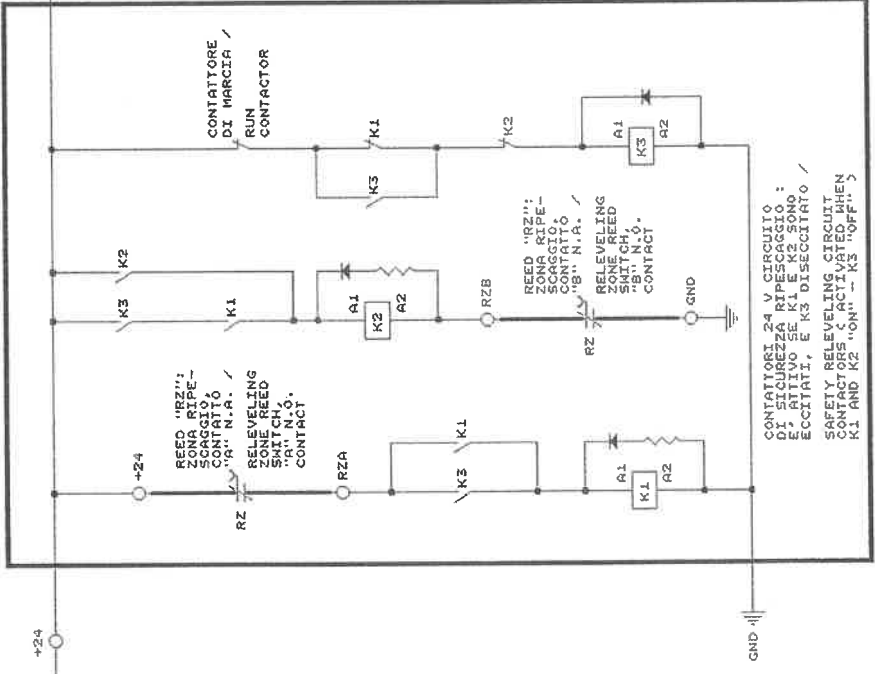 +24
GND
+24
REED "RZ":
ZONA RIPE-
SCAGGIO,
CONTATTO
"A" N.A. /
RELEVELING
ZONE REED
SWITCH,
"A" N.O.
CONTACT
RZ
RZA
K3
K1
A1
K1
A2
K3
K1
K2
A1
K2
A2
RZB
REED "RZ":
ZONA RIPE-
SCAGGIO,
CONTATTO
"B" N.A. /
RELEVELING
ZONE REED
SWITCH,
"B" N.O.
CONTACT
RZ
GND
CONTATTORE
DI MARCIA /
RUN
CONTACTOR
K1
K3
K2
A1
K3
A2
CONTATTORI 24 V CIRCUITO
DI SICUREZZA RIPESCAGGIO :
E' ATTIVO SE K1 E K2 SONO
ECCITATI, E K3 DISECCITATO /
SAFETY RELEVELING CIRCUIT
CONTACTORS (ACTIVATED WHEN
K1 AND K2 "ON" -- K3 "OFF")